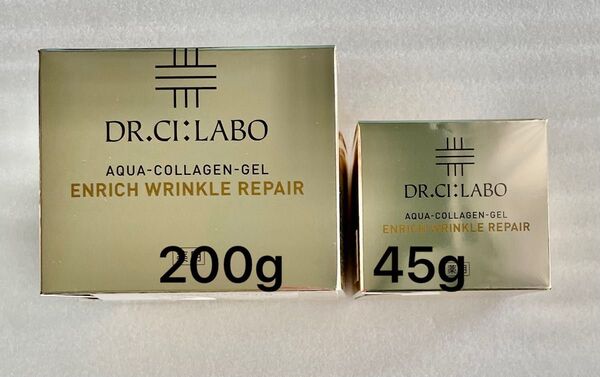 DR.CI:LABO
AQUA-COLLAGEN-GEL
ENRICH WRINKLE REPAIR
200g
DR.CI:LABO
AQUA-COLLAGEN-GEL
ENRICH WRINKLE REPAIR
45g